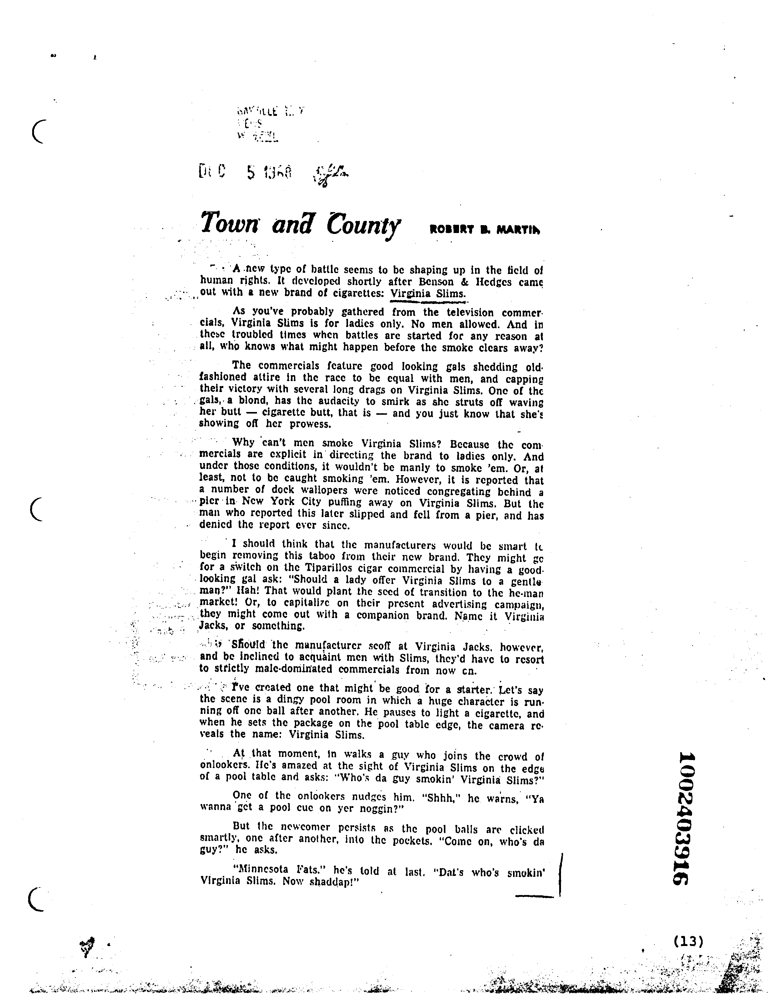 DEC 5 1968
Town and County ROBERT B. MARTIN
A new type of battle seems to be shaping up in the field of
human rights. It developed shortly after Benson & Hedges came
out with a new brand of cigarettes: Virginia Slims.
As you've probably gathered from the television commer-
cials, Virginia Slims is for ladies only. No men allowed. And in
these troubled times when battles are started for any reason at
all, who knows what might happen before the smoke clears away?
The commercials feature good looking gals shedding old-
fashioned attire in the race to be equal with men, and capping
their victory with several long drags on Virginia Slims. One of the
gals, a blond, has the audacity to smirk as she struts off waving
her butt — cigarette butt, that is — and you just know that she's
showing off her prowess.
Why can't men smoke Virginia Slims? Because the com-
mercials are explicit in directing the brand to ladies only. And
under those conditions, it wouldn't be manly to smoke 'em. Or, at
least, not to be caught smoking 'em. However, it is reported that
a number of dock wallopers were noticed congregating behind a
pier in New York City puffing away on Virginia Slims. But the
man who reported this later slipped and fell from a pier, and has
denied the report ever since.
I should think that the manufacturers would be smart to
begin removing this taboo from their new brand. They might go
for a switch on the Tiparillos cigar commercial by having a good-
looking gal ask: "Should a lady offer Virginia Slims to a gentle
man?" Hah! That would plant the seed of transition to the he-man
market! Or, to capitalize on their present advertising campaign,
they might come out with a companion brand. Name it Virginia
Jacks, or something.
Should the manufacturer scoff at Virginia Jacks, however,
and be inclined to acquaint men with Slims, they'd have to resort
to strictly male-dominated commercials from now on.
I've created one that might be good for a starter. Let's say
the scene is a dingy pool room in which a huge character is run-
ning off one ball after another. He pauses to light a cigarette, and
when he sets the package on the pool table edge, the camera re-
veals the name: Virginia Slims.
At that moment, in walks a guy who joins the crowd of
onlookers. He's amazed at the sight of Virginia Slims on the edge
of a pool table and asks: "Who's da guy smokin' Virginia Slims?"
One of the onlookers nudges him. "Shhh," he warns, "Ya
wanna get a pool cue on yer noggin?"
But the newcomer persists as the pool balls are clicked
smartly, one after another, into the pockets. "Come on, who's da
guy?" he asks.
"Minnesota Fats," he's told at last. "Dat's who's smokin'
Virginia Slims. Now shaddap!"
1002403916
(13)